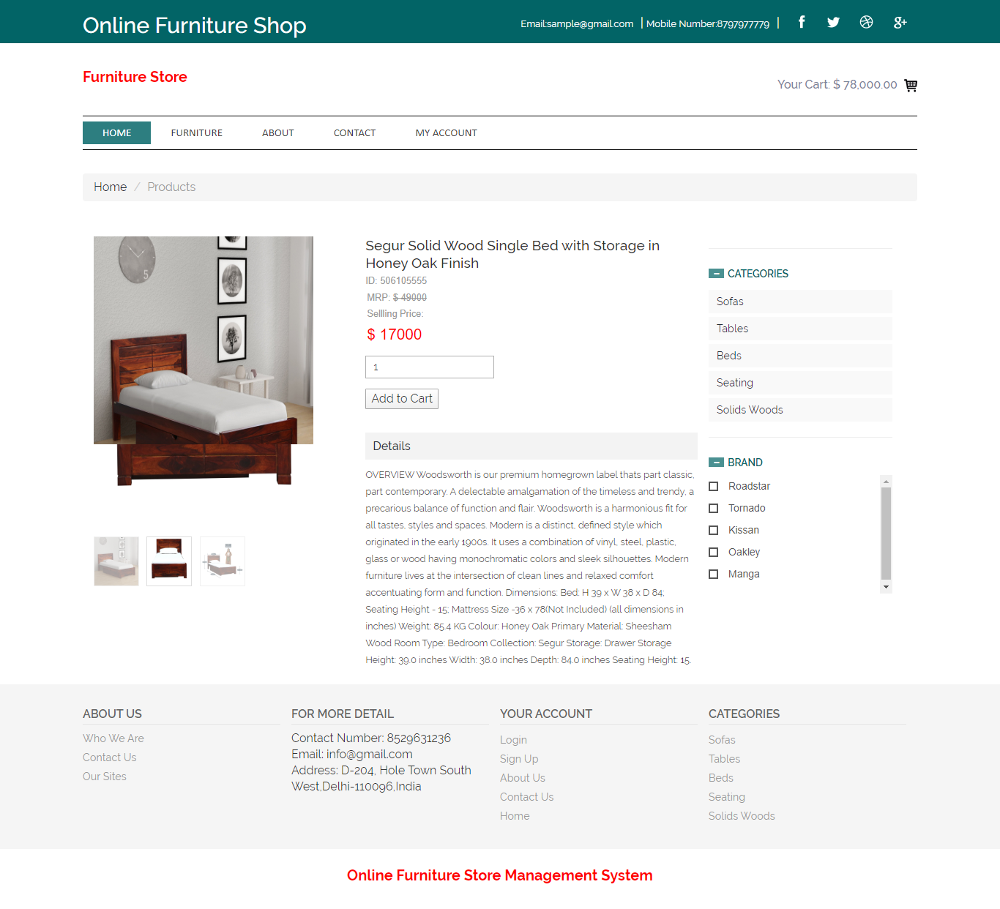 Online Furniture Shop
Email:sample@gmail.com | Mobile Number:8797977779 |
Furniture Store
Your Cart: $ 78,000.00
HOME FURNITURE ABOUT CONTACT MY ACCOUNT
Home / Products
Segur Solid Wood Single Bed with Storage in
Honey Oak Finish
ID: 506105555
MRP: $ 49000
Sellling Price:
$ 17000
1
Add to Cart
Details
OVERVIEW Woodsworth is our premium homegrown label thats part classic,
part contemporary. A delectable amalgamation of the timeless and trendy, a
precarious balance of function and flair. Woodsworth is a harmonious fit for
all tastes, styles and spaces. Modern is a distinct, defined style which
originated in the early 1900s. It uses a combination of vinyl, steel, plastic,
glass or wood having monochromatic colors and sleek silhouettes. Modern
furniture lives at the intersection of clean lines and relaxed comfort
accentuating form and function. Dimensions: Bed: H 39 x W 38 x D 84;
Seating Height - 15; Mattress Size -36 x 78(Not Included) (all dimensions in
inches) Weight: 85.4 KG Colour: Honey Oak Primary Material: Sheesham
Wood Room Type: Bedroom Collection: Segur Storage: Drawer Storage
Height: 39.0 inches Width: 38.0 inches Depth: 84.0 inches Seating Height: 15.
CATEGORIES
Sofas
Tables
Beds
Seating
Solids Woods
BRAND
Roadstar
Tornado
Kissan
Oakley
Manga
ABOUT US
Who We Are
Contact Us
Our Sites
FOR MORE DETAIL
Contact Number: 8529631236
Email: info@gmail.com
Address: D-204, Hole Town South
West,Delhi-110096,India
YOUR ACCOUNT
Login
Sign Up
About Us
Contact Us
Home
CATEGORIES
Sofas
Tables
Beds
Seating
Solids Woods
Online Furniture Store Management System